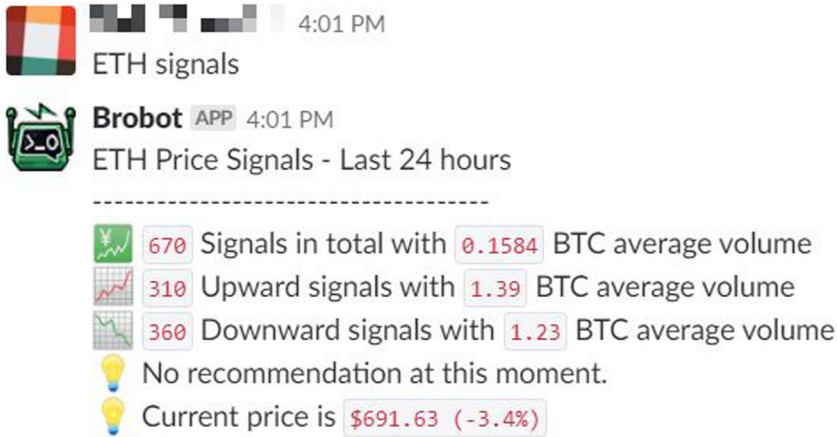 4:01 PM
ETH signals
Brobot APP 4:01 PM
ETH Price Signals - Last 24 hours
-------------------------------------
670 Signals in total with 0.1584 BTC average volume
310 Upward signals with 1.39 BTC average volume
360 Downward signals with 1.23 BTC average volume
No recommendation at this moment.
Current price is $691.63 (-3.4%)